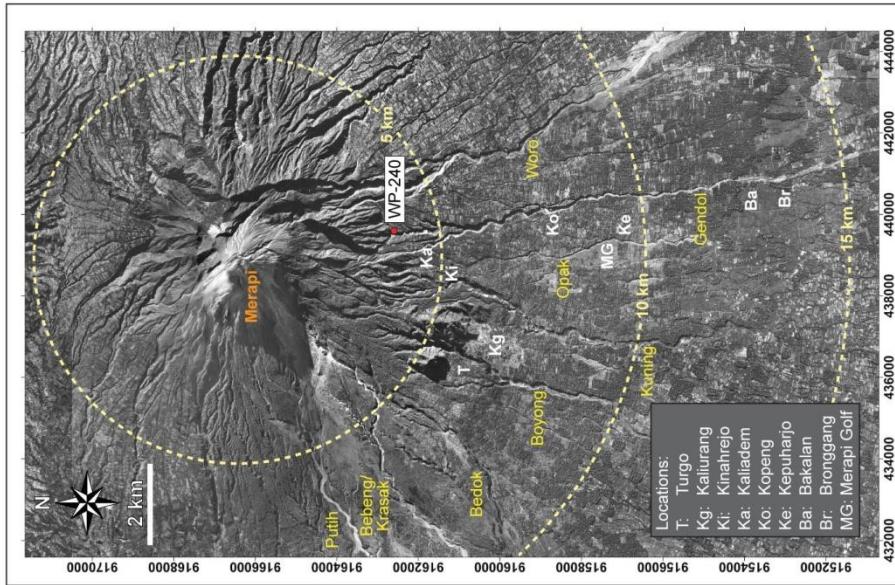 N
2 km
9170000
9168000
9166000
9164000
9162000
9160000
9158000
9156000
9154000
9152000
Merapi
5 km
WP-240
Putih
Bebeng/
Krasak
Ka
Ki
T
Kg
Bedok
Woro
Boyong
Ko
Opak
Ke
MG
10 km
Kuning
Gendol
Ba
Br
15 km
Locations:
T: Turgo
Kg: Kaliurang
Ki: Kinahrejo
Ka: Kaliadem
Ko: Kopeng
Ke: Kepuharjo
Ba: Bakalan
Br: Bronggang
MG: Merapi Golf
432000
434000
436000
438000
440000
442000
444000